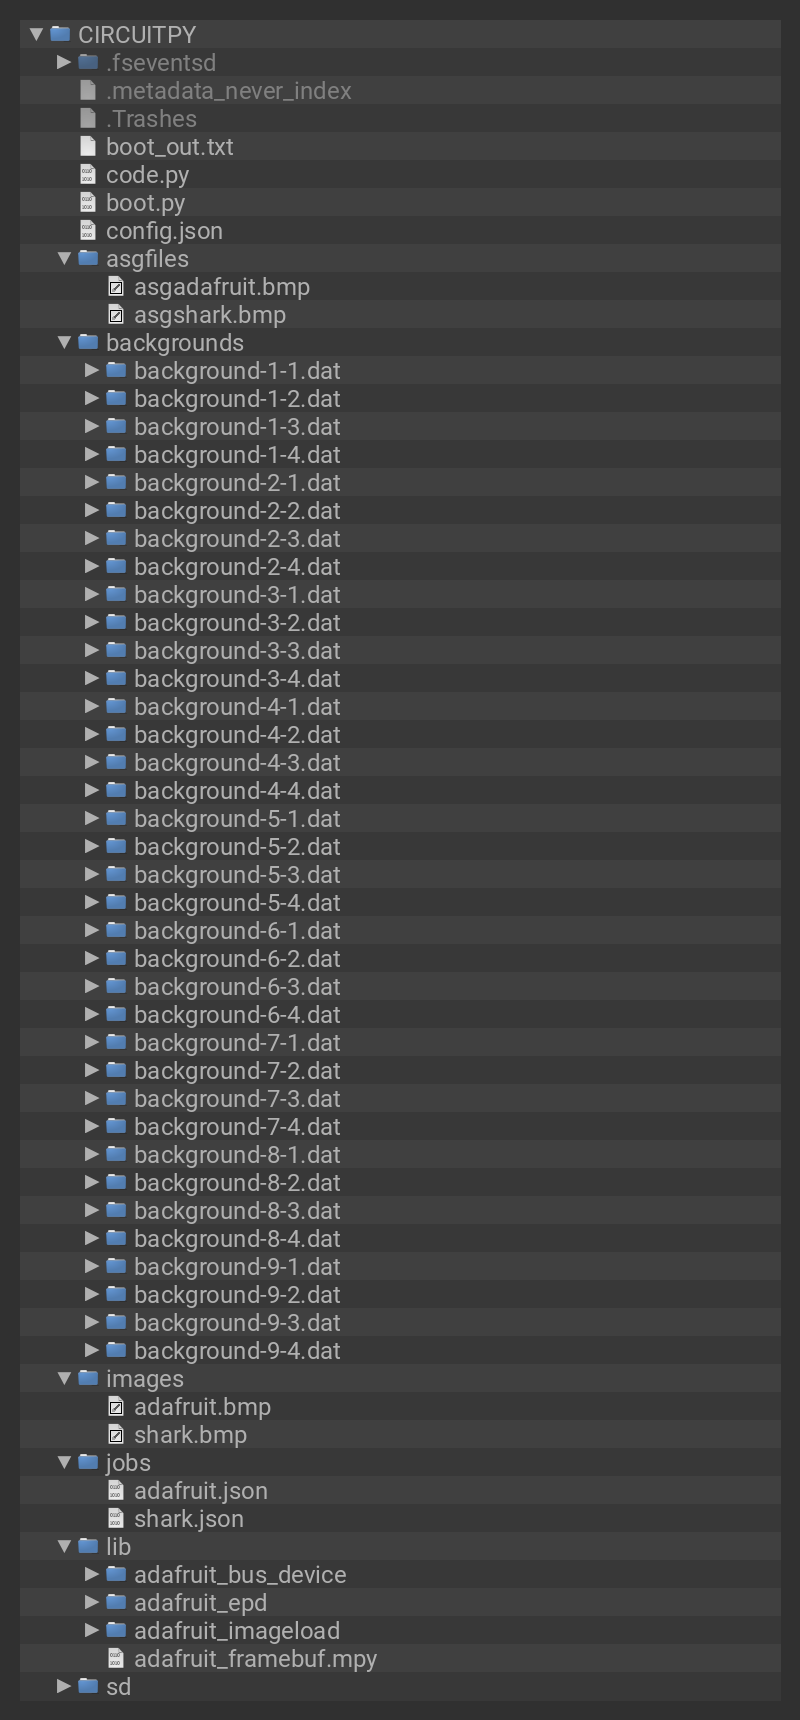 CIRCUITPY
.fseventsd
.metadata_never_index
.Trashes
boot_out.txt
code.py
boot.py
config.json
asgfiles
asgadafruit.bmp
asgshark.bmp
backgrounds
background-1-1.dat
background-1-2.dat
background-1-3.dat
background-1-4.dat
background-2-1.dat
background-2-2.dat
background-2-3.dat
background-2-4.dat
background-3-1.dat
background-3-2.dat
background-3-3.dat
background-3-4.dat
background-4-1.dat
background-4-2.dat
background-4-3.dat
background-4-4.dat
background-5-1.dat
background-5-2.dat
background-5-3.dat
background-5-4.dat
background-6-1.dat
background-6-2.dat
background-6-3.dat
background-6-4.dat
background-7-1.dat
background-7-2.dat
background-7-3.dat
background-7-4.dat
background-8-1.dat
background-8-2.dat
background-8-3.dat
background-8-4.dat
background-9-1.dat
background-9-2.dat
background-9-3.dat
background-9-4.dat
images
adafruit.bmp
shark.bmp
jobs
adafruit.json
shark.json
lib
adafruit_bus_device
adafruit_epd
adafruit_imageload
adafruit_framebuf.mpy
sd